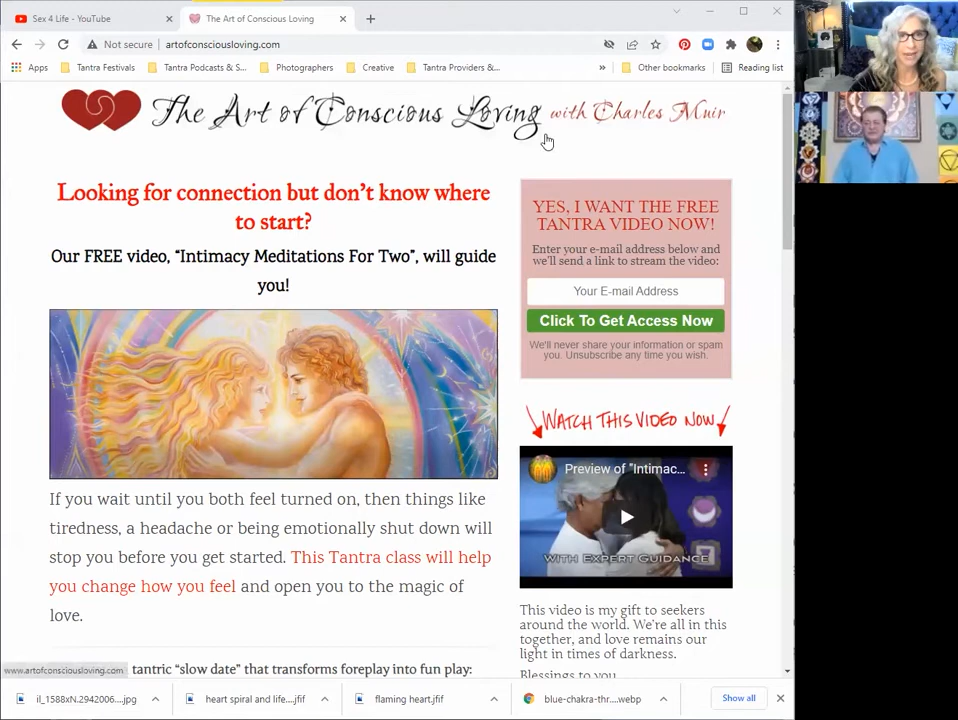 Sex 4 Life - YouTube
The Art of Conscious Loving
Not secure
artofconsciousloving.com
Apps
Tantra Festivals
Tantra Podcasts & S...
Photographers
Creative
Tantra Providers &...
»
Other bookmarks
Reading list
The Art of Conscious Loving with Charles Muir
Looking for connection but don't know where
to start?
Our FREE video, “Intimacy Meditations For Two”, will guide
you!
If you wait until you both feel turned on, then things like
tiredness, a headache or being emotionally shut down will
stop you before you get started. This Tantra class will help
you change how you feel and open you to the magic of
love.
tantric “slow date” that transforms foreplay into fun play:
YES, I WANT THE FREE
TANTRA VIDEO NOW!
Enter your e-mail address below and
we'll send a link to stream the video:
Your E-mail Address
Click To Get Access Now
We'll never share your information or spam
you. Unsubscribe any time you wish.
WATCH THIS VIDEO NOW
Preview of "Intimac...
WITH EXPERT GUIDANCE
This video is my gift to seekers
around the world. We're all in this
together, and love remains our
light in times of darkness.
Blessings to you
www.artofconsciousloving.com
il_1588xN.2942006....jpg
heart spiral and life....jfif
flaming heart.jfif
blue-chakra-thr....webp
Show all